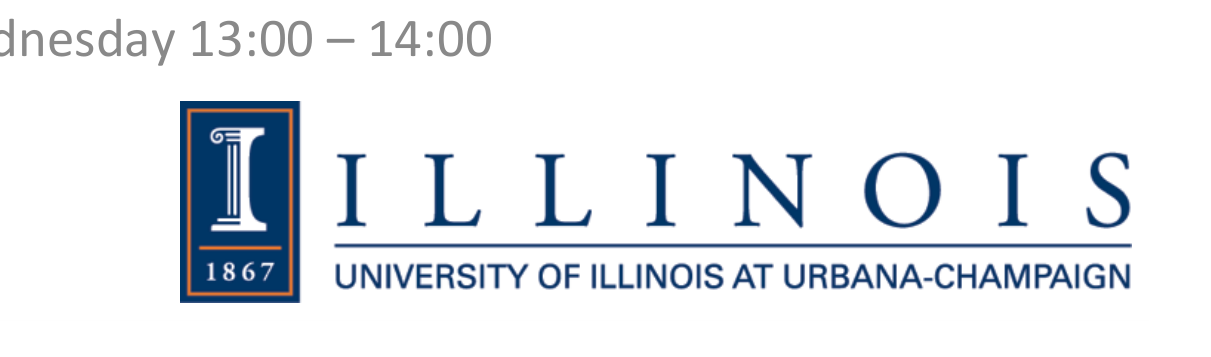 dnesday 13:00 – 14:00
I ILLINOIS
1867
UNIVERSITY OF ILLINOIS AT URBANA-CHAMPAIGN